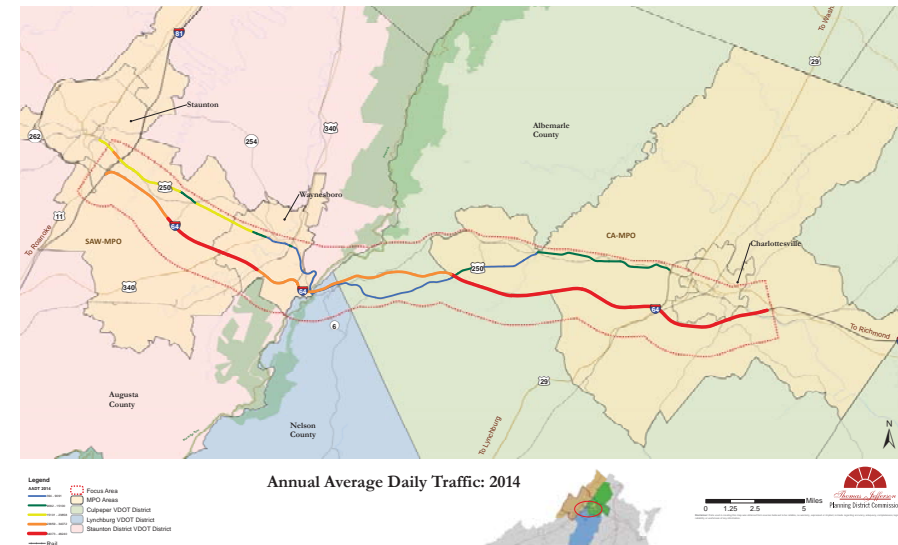 81
To Wash
29
Staunton
262
254
340
Albemarle
County
250
Waynesboro
11
64
SAW-MPO
To Roanoke
CA-MPO
Charlottesville
250
340
64
64
6
To Richmond
29
Augusta
County
Nelson
County
To Lynchburg
N
Annual Average Daily Traffic: 2014
Legend
AADT 2014
Rail
Focus Area
MPO Areas
Culpeper VDOT District
Lynchburg VDOT District
Staunton District VDOT District
Miles
0 1.25 2.5 5
Thomas Jefferson
Planning District Commissio